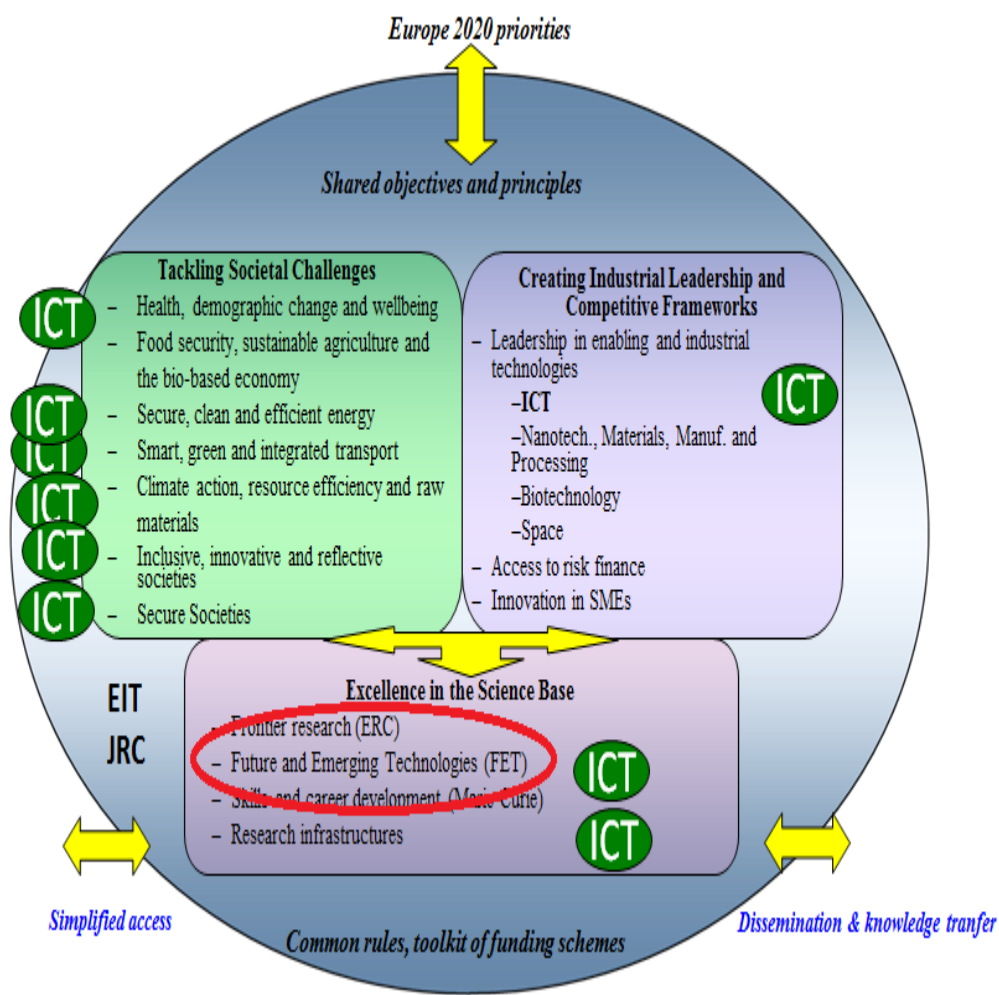 Europe 2020 priorities
Shared objectives and principles
Tackling Societal Challenges
– Health, demographic change and wellbeing
– Food security, sustainable agriculture and
the bio-based economy
– Secure, clean and efficient energy
– Smart, green and integrated transport
– Climate action, resource efficiency and raw
materials
– Inclusive, innovative and reflective
societies
– Secure Societies
ICT
ICT
ICT
ICT
ICT
ICT
Creating Industrial Leadership and
Competitive Frameworks
– Leadership in enabling and industrial
technologies
–ICT
–Nanotech., Materials, Manuf. and
Processing
–Biotechnology
–Space
– Access to risk finance
– Innovation in SMEs
ICT
EIT
JRC
Excellence in the Science Base
– Frontier research (ERC)
– Future and Emerging Technologies (FET)
– Skills and career development (Marie Curie)
– Research infrastructures
ICT
ICT
Simplified access
Dissemination & knowledge tranfer
Common rules, toolkit of funding schemes